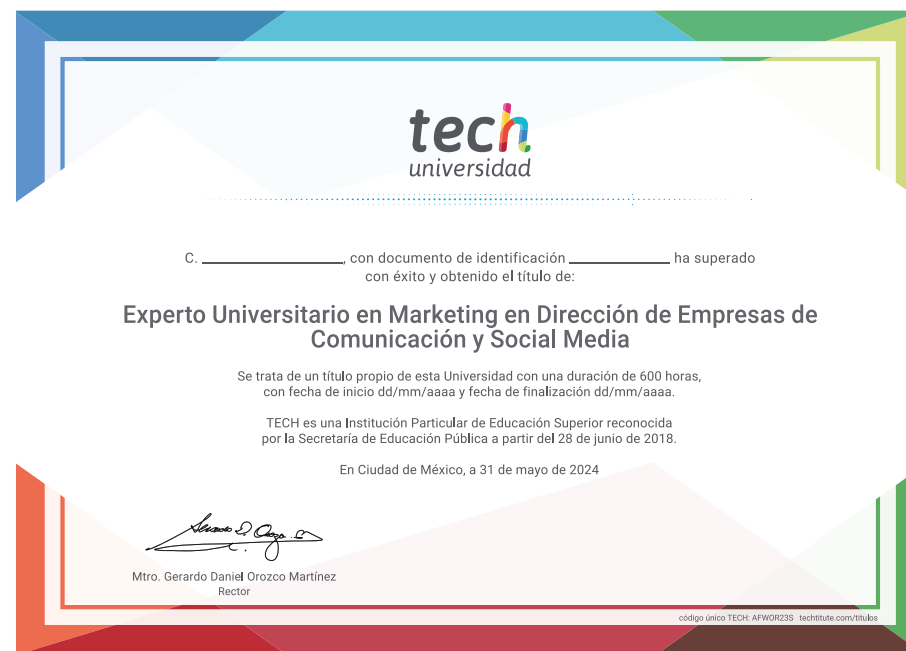 tech
universidad
C. ____________, con documento de identificación ____________ ha superado
con éxito y obtenido el título de:
Experto Universitario en Marketing en Dirección de Empresas de
Comunicación y Social Media
Se trata de un título propio de esta Universidad con una duración de 600 horas,
con fecha de inicio dd/mm/aaaa y fecha de finalización dd/mm/aaaa.
TECH es una Institución Particular de Educación Superior reconocida
por la Secretaría de Educación Pública a partir del 28 de junio de 2018.
En Ciudad de México, a 31 de mayo de 2024
Mtro. Gerardo Daniel Orozco Martínez
Rector
código único TECH: AFWOR23S techtitute.com/titulos